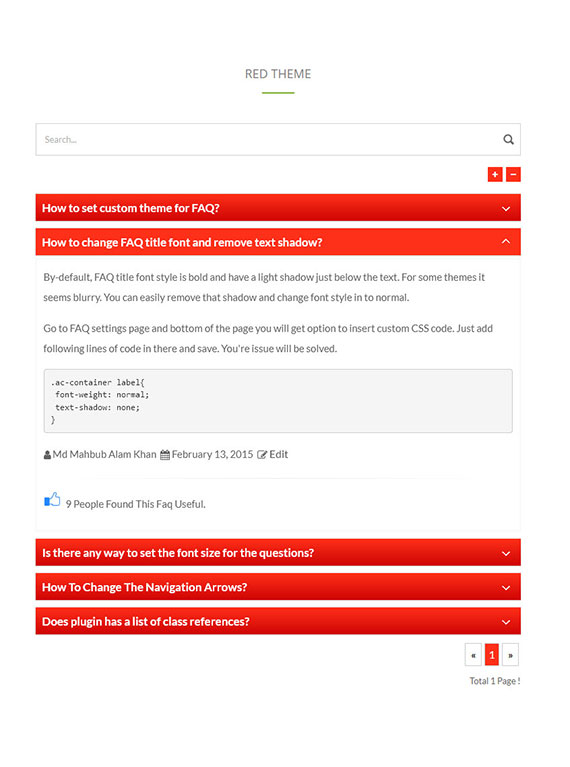 RED THEME
Search...
+ −
How to set custom theme for FAQ?
How to change FAQ title font and remove text shadow?
By-default, FAQ title font style is bold and have a light shadow just below the text. For some themes it
seems blurry. You can easily remove that shadow and change font style in to normal.
Go to FAQ settings page and bottom of the page you will get option to insert custom CSS code. Just add
following lines of code in there and save. You're issue will be solved.
.ac-container label{
font-weight: normal;
text-shadow: none;
}
Md Mahbub Alam Khan February 13, 2015 Edit
9 People Found This Faq Useful.
Is there any way to set the font size for the questions?
How To Change The Navigation Arrows?
Does plugin has a list of class references?
« 1 »
Total 1 Page !